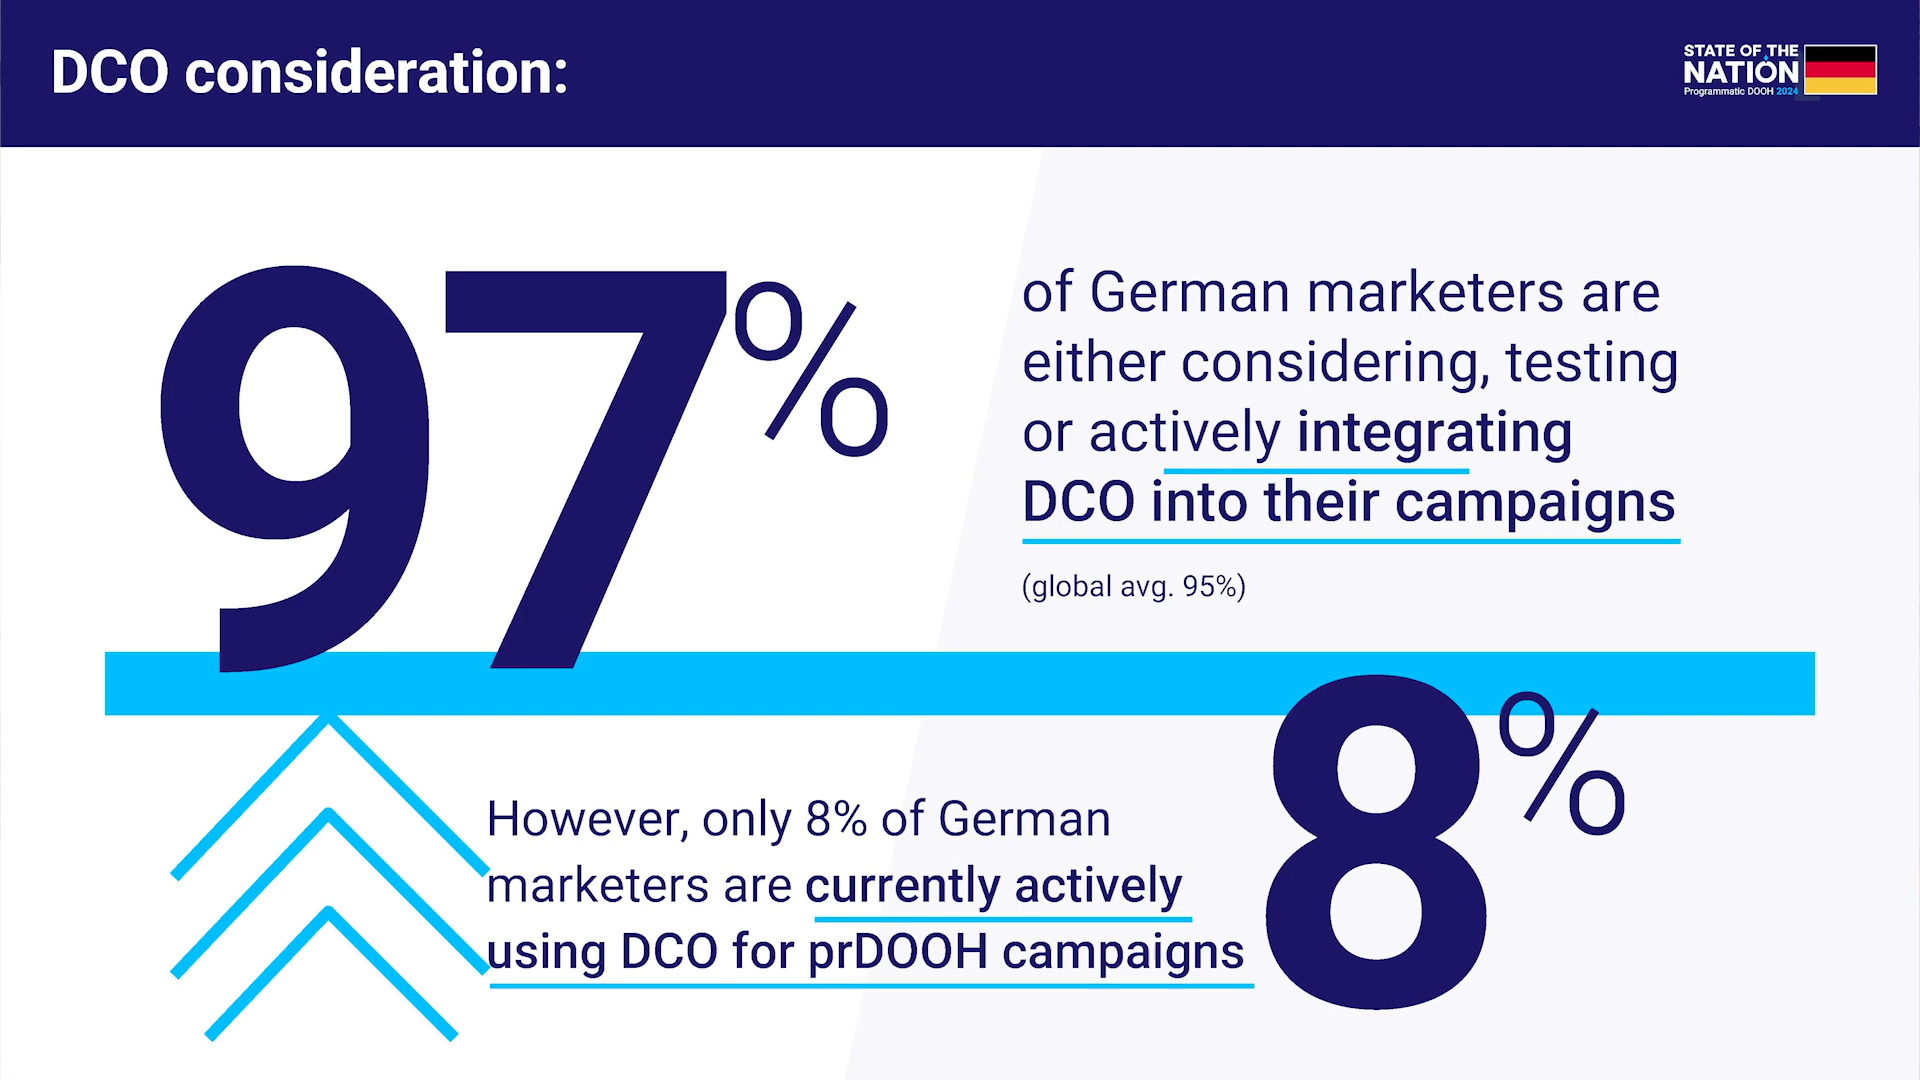 DCO consideration:
STATE OF THE
NATION
Programmatic DOOH 2024
97%
of German marketers are
either considering, testing
or actively integrating
DCO into their campaigns
(global avg. 95%)
However, only 8% of German
marketers are currently actively
using DCO for prDOOH campaigns
8%